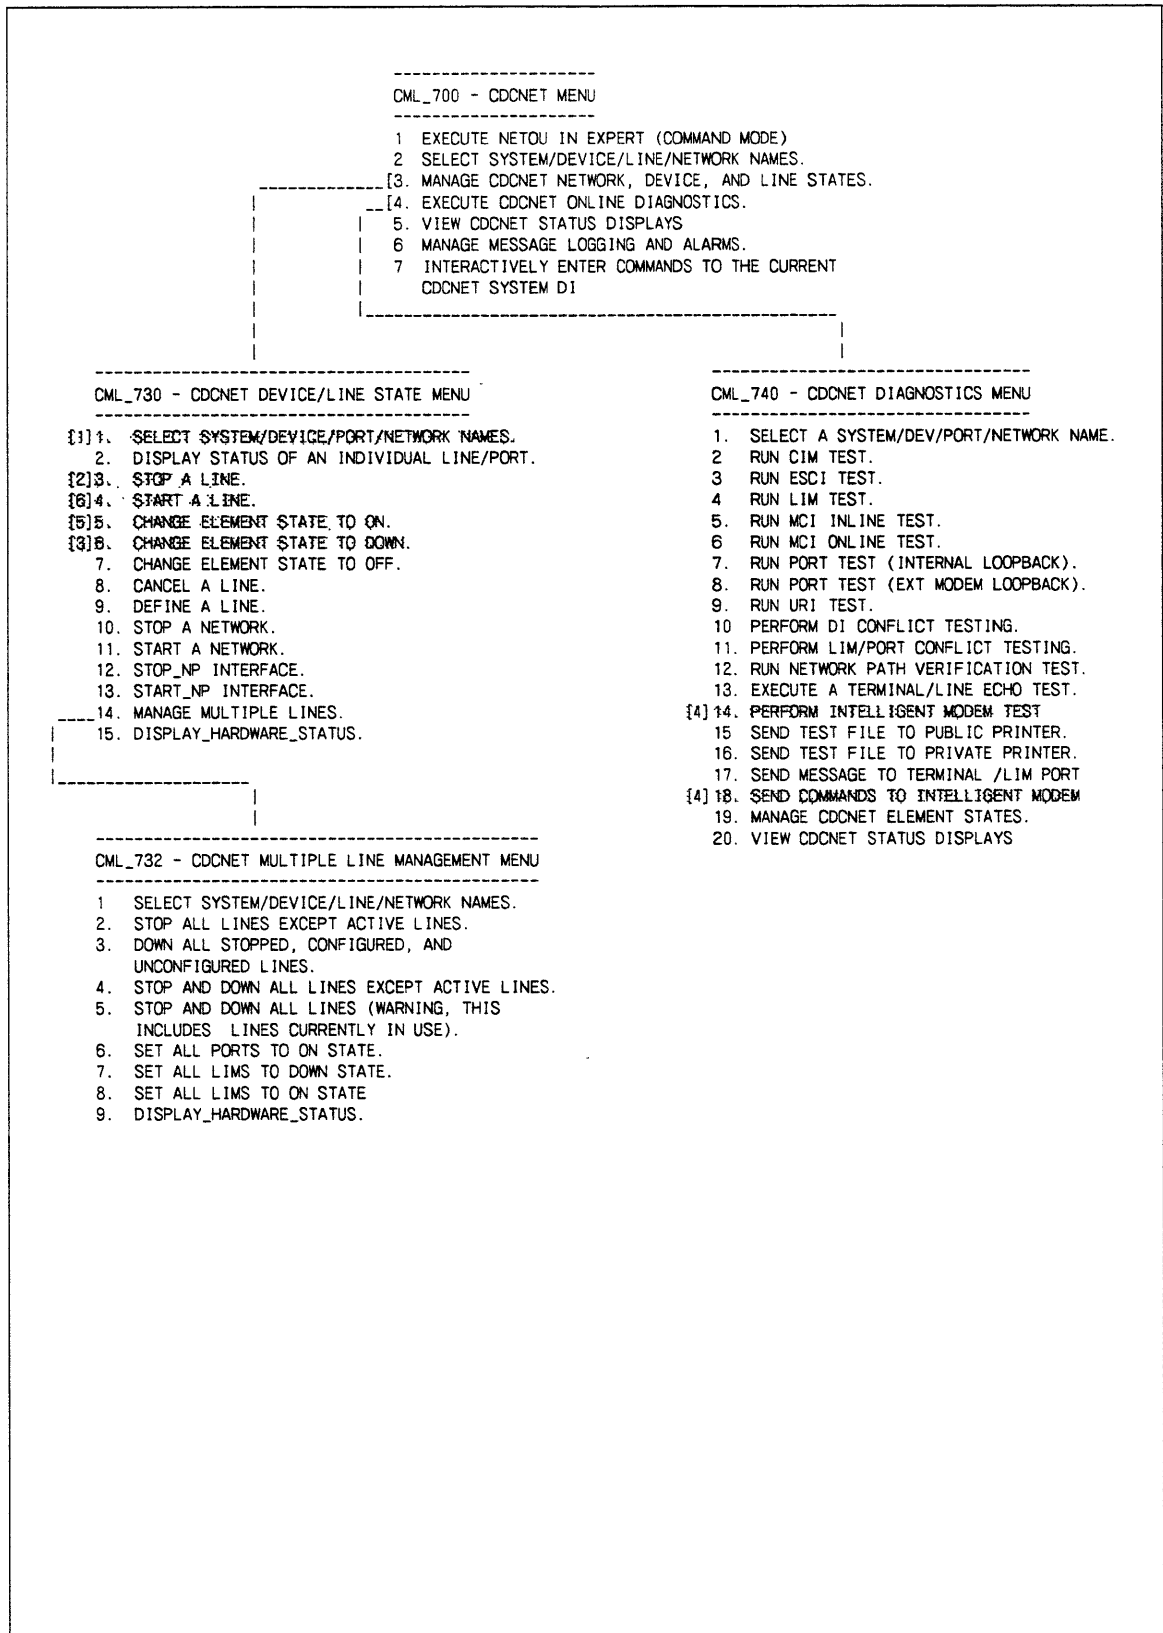 CML_700 - CDCNET MENU
1 EXECUTE NETOU IN EXPERT (COMMAND MODE)
2 SELECT SYSTEM/DEVICE/LINE/NETWORK NAMES.
[3. MANAGE CDCNET NETWORK, DEVICE, AND LINE STATES.
[4. EXECUTE CDCNET ONLINE DIAGNOSTICS.
5. VIEW CDCNET STATUS DISPLAYS
6 MANAGE MESSAGE LOGGING AND ALARMS.
7 INTERACTIVELY ENTER COMMANDS TO THE CURRENT
CDCNET SYSTEM DI
CML_730 - CDCNET DEVICE/LINE STATE MENU
[1]1. SELECT SYSTEM/DEVICE/PORT/NETWORK NAMES.
2. DISPLAY STATUS OF AN INDIVIDUAL LINE/PORT.
[2]3. STOP A LINE.
[6]4. START A LINE.
[5]5. CHANGE ELEMENT STATE TO ON.
[3]6. CHANGE ELEMENT STATE TO DOWN.
7. CHANGE ELEMENT STATE TO OFF.
8. CANCEL A LINE.
9. DEFINE A LINE.
10. STOP A NETWORK.
11. START A NETWORK.
12. STOP_NP INTERFACE.
13. START_NP INTERFACE.
14. MANAGE MULTIPLE LINES.
15. DISPLAY_HARDWARE_STATUS.
CML_740 - CDCNET DIAGNOSTICS MENU
1. SELECT A SYSTEM/DEV/PORT/NETWORK NAME.
2 RUN CIM TEST.
3 RUN ESCI TEST.
4 RUN LIM TEST.
5. RUN MCI INLINE TEST.
6 RUN MCI ONLINE TEST.
7. RUN PORT TEST (INTERNAL LOOPBACK).
8. RUN PORT TEST (EXT MODEM LOOPBACK).
9. RUN URI TEST.
10 PERFORM DI CONFLICT TESTING.
11. PERFORM LIM/PORT CONFLICT TESTING.
12. RUN NETWORK PATH VERIFICATION TEST.
13. EXECUTE A TERMINAL/LINE ECHO TEST.
[4] 14. PERFORM INTELLIGENT MODEM TEST
15 SEND TEST FILE TO PUBLIC PRINTER.
16. SEND TEST FILE TO PRIVATE PRINTER.
17. SEND MESSAGE TO TERMINAL /LIM PORT
[4] 18. SEND COMMANDS TO INTELLIGENT MODEM
19. MANAGE CDCNET ELEMENT STATES.
20. VIEW CDCNET STATUS DISPLAYS
CML_732 - CDCNET MULTIPLE LINE MANAGEMENT MENU
1 SELECT SYSTEM/DEVICE/LINE/NETWORK NAMES.
2. STOP ALL LINES EXCEPT ACTIVE LINES.
3. DOWN ALL STOPPED, CONFIGURED, AND
UNCONFIGURED LINES.
4. STOP AND DOWN ALL LINES EXCEPT ACTIVE LINES.
5. STOP AND DOWN ALL LINES (WARNING, THIS
INCLUDES LINES CURRENTLY IN USE).
6. SET ALL PORTS TO ON STATE.
7. SET ALL LIMS TO DOWN STATE.
8. SET ALL LIMS TO ON STATE
9. DISPLAY_HARDWARE_STATUS.